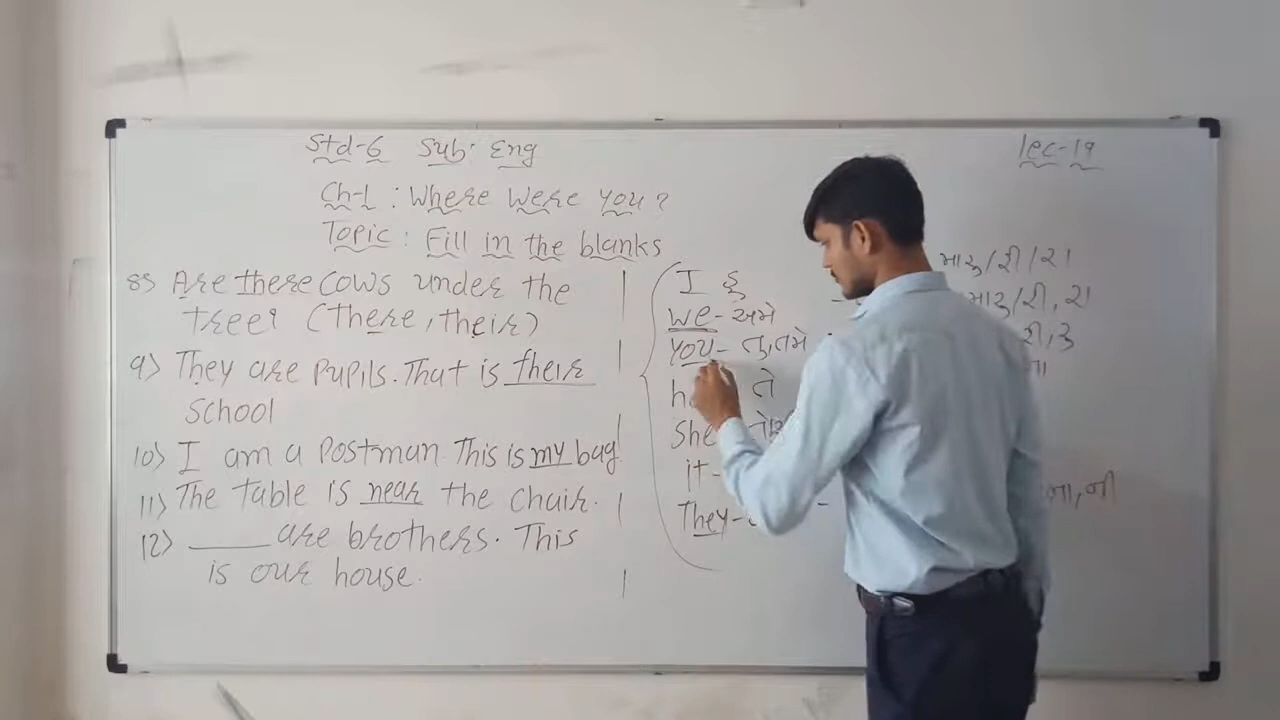 Std-6 Sub: Eng
lec-19
Ch-1 : Where were you?
Topic : Fill in the blanks
8) Are there cows under the
tree? (There, their)
9) They are pupils. That is their
School
10) I am a postman This is my bag
11) The table is near the chair.
12) ____ are brothers. This
is our house.
I હું
we - અમે
you - તું, તમે
તે
She
it -
They -
મારું/રી/રા
મારું/રી, રા
ના, ની